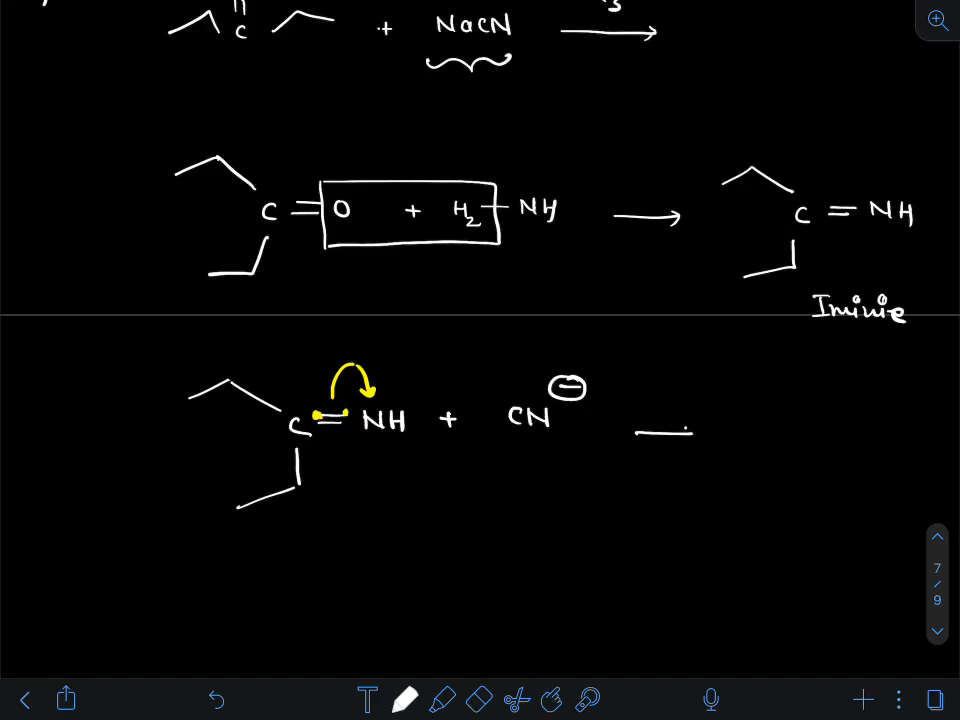 C + NaCN
C = O + H2 NH C = NH
Imine
C = NH + CN ⊖
7
/
9
T